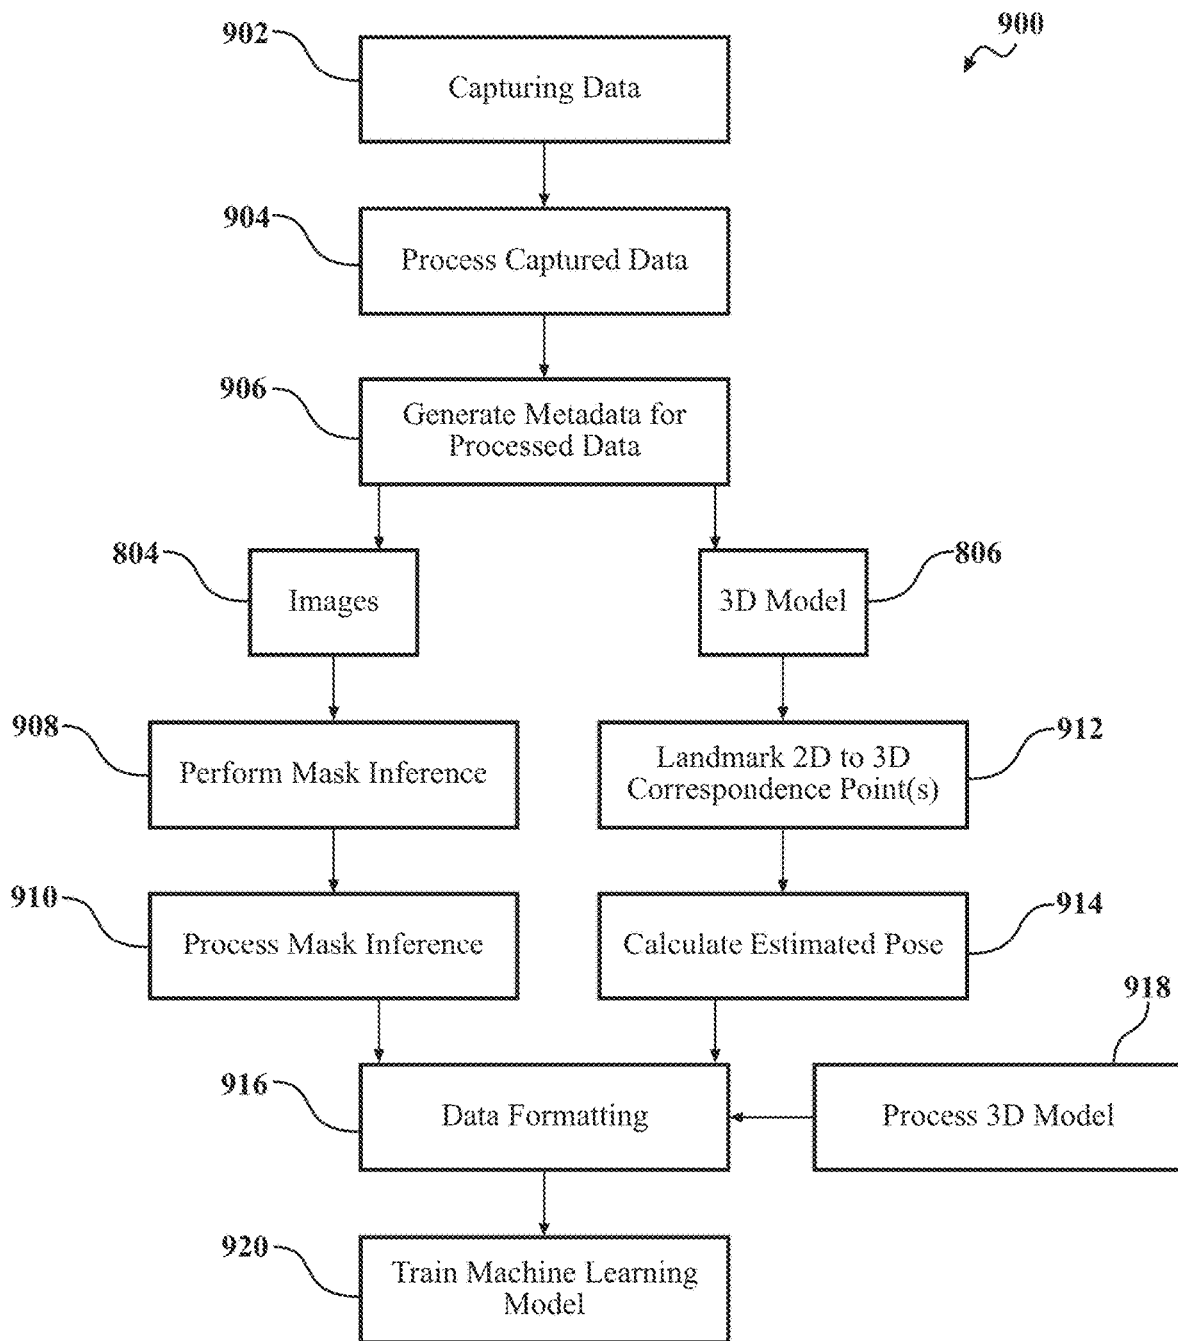 902
900
Capturing Data
904
Process Captured Data
906
Generate Metadata for
Processed Data
804
806
Images
3D Model
908
912
Perform Mask Inference
Landmark 2D to 3D
Correspondence Point(s)
910
914
Process Mask Inference
Calculate Estimated Pose
918
916
Data Formatting
Process 3D Model
920
Train Machine Learning
Model